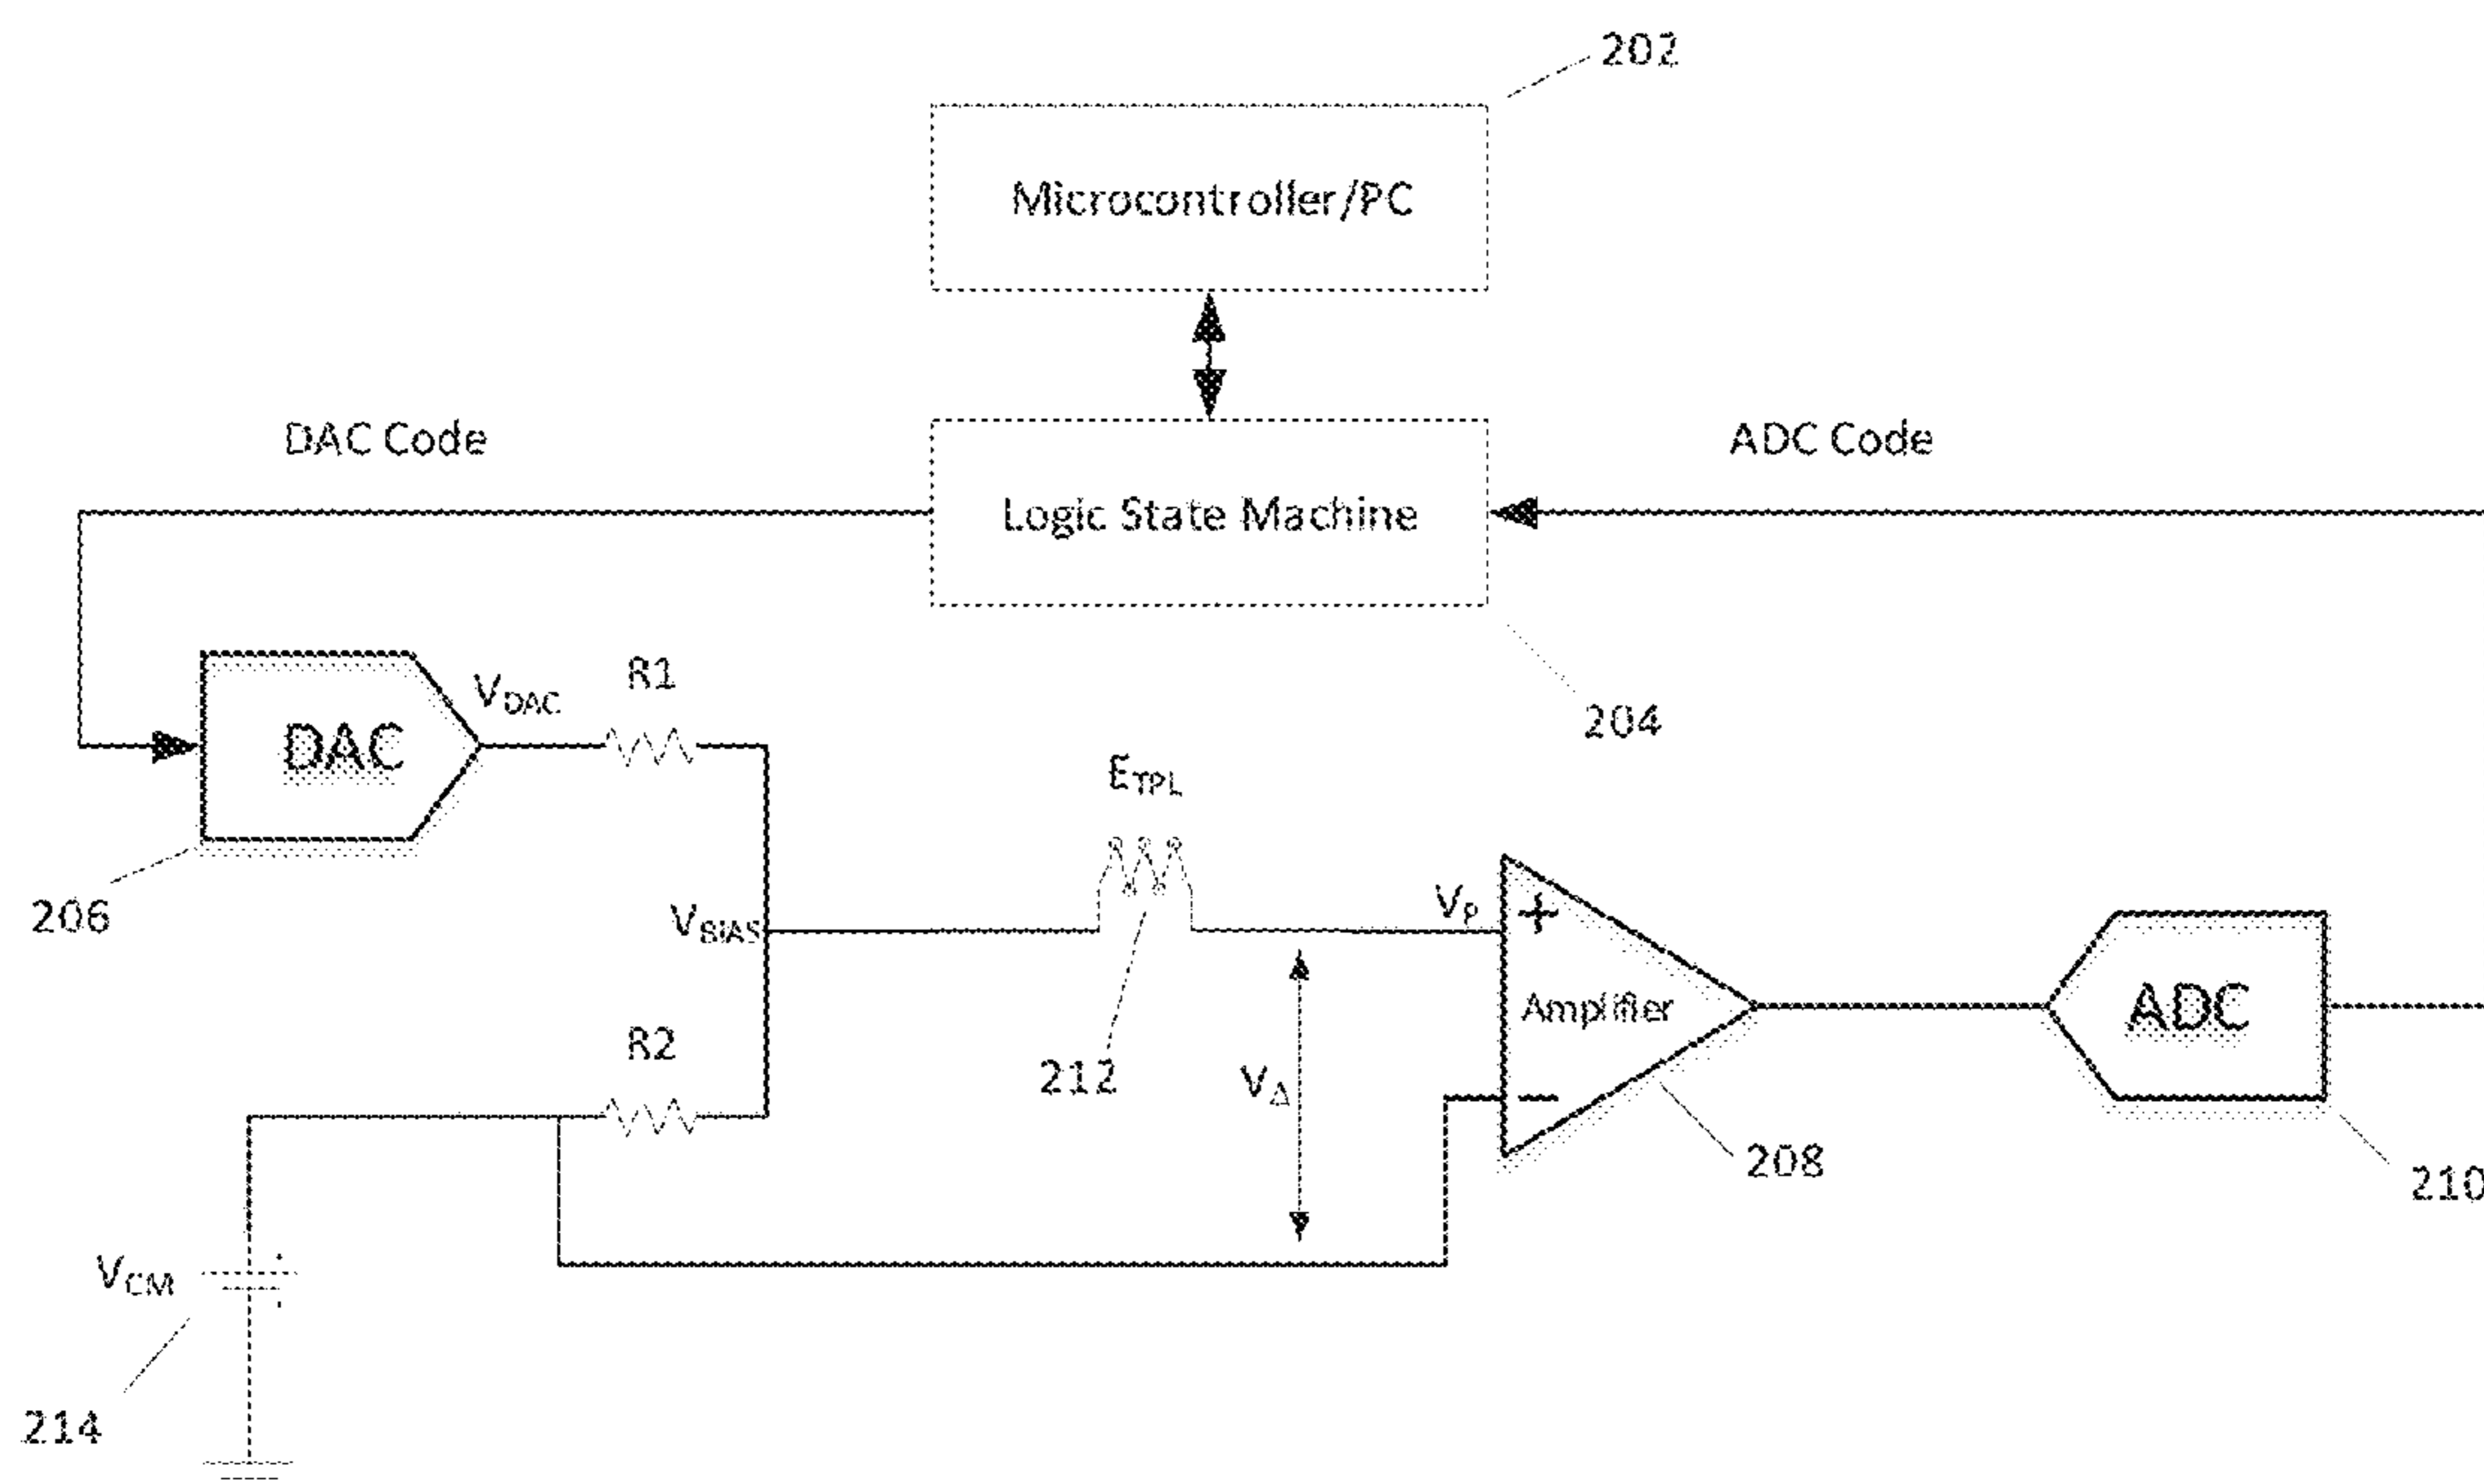 202
Microcontroller/PC
DAC Code
ADC Code
Logic State Machine
R1
VDAC
204
DAC
ETPL
206
VBIAS
VP
+
Amplifier
ADC
R2
212
VΔ
−
208
210
VCM
214